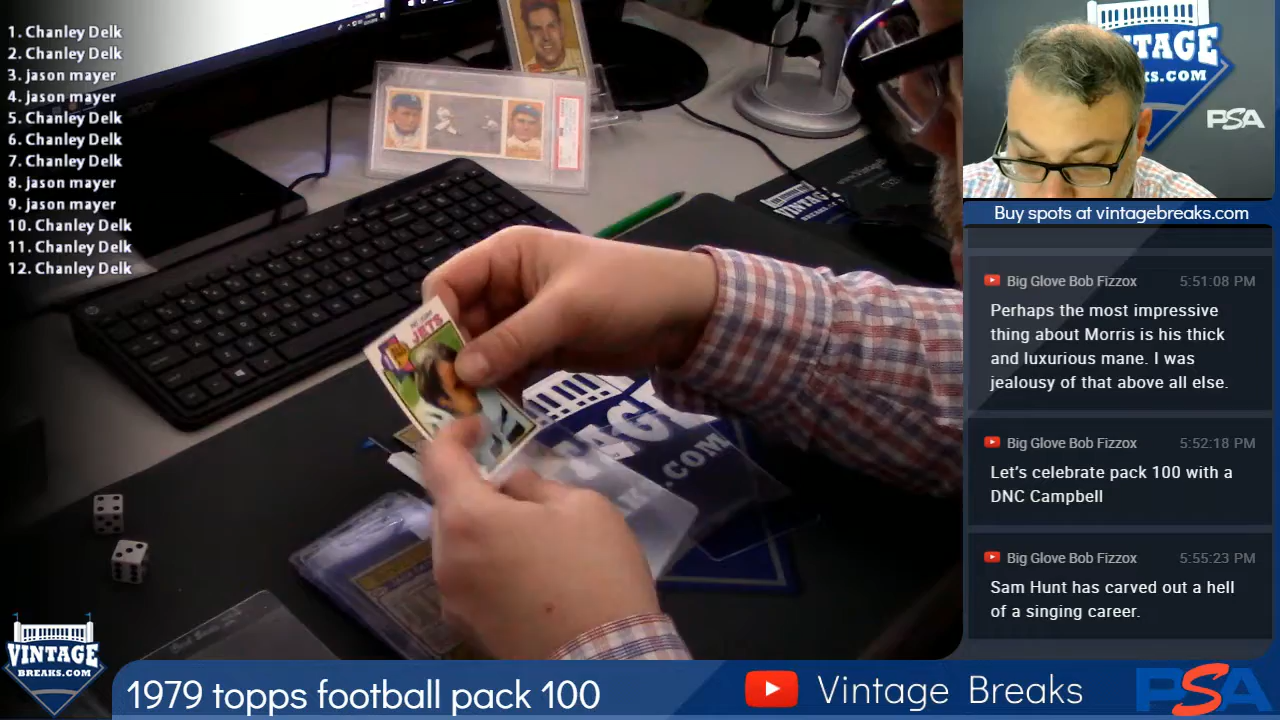 1. Chanley Delk
2. Chanley Delk
3. jason mayer
4. jason mayer
5. Chanley Delk
6. Chanley Delk
7. Chanley Delk
8. jason mayer
9. jason mayer
10. Chanley Delk
11. Chanley Delk
12. Chanley Delk
JETS
VINTAGE
VINTAGE
BREAKS.COM
PSA
Buy spots at vintagebreaks.com
Big Glove Bob Fizzox 5:51:08 PM
Perhaps the most impressive
thing about Morris is his thick
and luxurious mane. I was
jealousy of that above all else.
Big Glove Bob Fizzox 5:52:18 PM
Let's celebrate pack 100 with a
DNC Campbell
Big Glove Bob Fizzox 5:55:23 PM
Sam Hunt has carved out a hell
of a singing career.
VINTAGE
BREAKS.COM
1979 topps football pack 100
Vintage Breaks
PSA